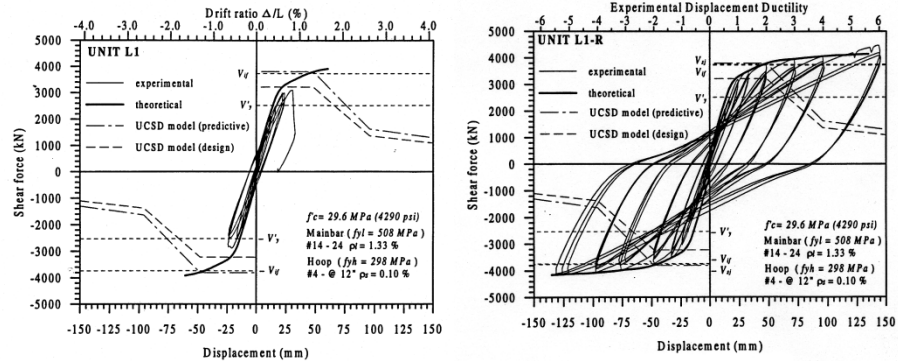 Drift ratio Δ/L (%)
-4.0 -3.0 -2.0 -1.0 0.0 1.0 2.0 3.0 4.0
UNIT L1
experimental
theoretical
UCSD model (predictive)
UCSD model (design)
Shear force (kN)
5000
4000
3000
2000
1000
0
-1000
-2000
-3000
-4000
-5000
Vif
V'y
V'y
Vif
f'c= 29.6 MPa (4290 psi)
Mainbar (fyl = 508 MPa)
#14 - 24 ρl = 1.33 %
Hoop (fyh = 298 MPa)
#4 - @ 12" ρs = 0.10 %
-150 -125 -100 -75 -50 -25 0 25 50 75 100 125 150
Displacement (mm)
Experimental Displacement Ductility
-6 -5 -4 -3 -2 -1 0 1 2 3 4 5 6
UNIT L1-R
experimental
theoretical
UCSD model (predictive)
UCSD model (design)
Shear force (kN)
5000
4000
3000
2000
1000
0
-1000
-2000
-3000
-4000
-5000
Vif
V'y
V'y
Vif
f'c= 29.6 MPa (4290 psi)
Mainbar (fyl = 508 MPa)
#14 - 24 ρl = 1.33 %
Hoop (fyh = 298 MPa)
#4 - @ 12" ρs = 0.10 %
-150 -125 -100 -75 -50 -25 0 25 50 75 100 125 150
Displacement (mm)